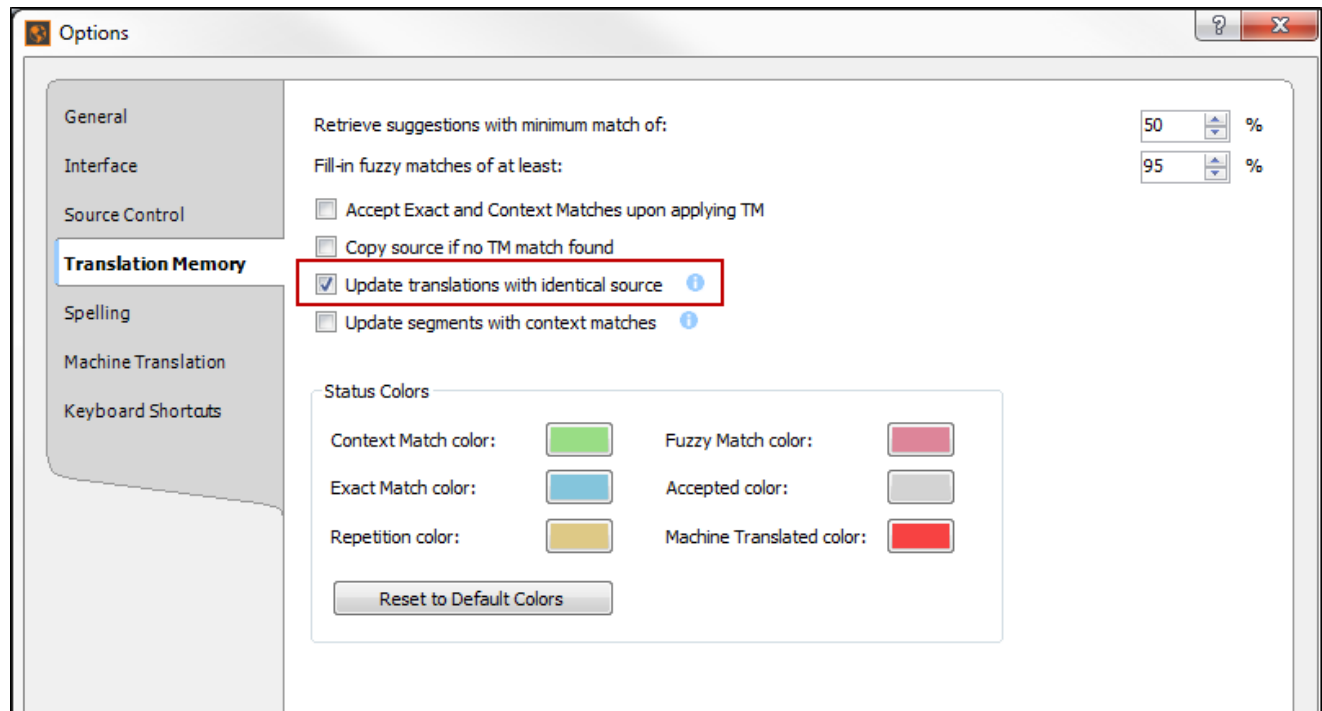 Options
General
Interface
Source Control
Translation Memory
Spelling
Machine Translation
Keyboard Shortcuts
Retrieve suggestions with minimum match of: 50 %
Fill-in fuzzy matches of at least: 95 %
Accept Exact and Context Matches upon applying TM
Copy source if no TM match found
Update translations with identical source
Update segments with context matches
Status Colors
Context Match color: Fuzzy Match color:
Exact Match color: Accepted color:
Repetition color: Machine Translated color:
Reset to Default Colors